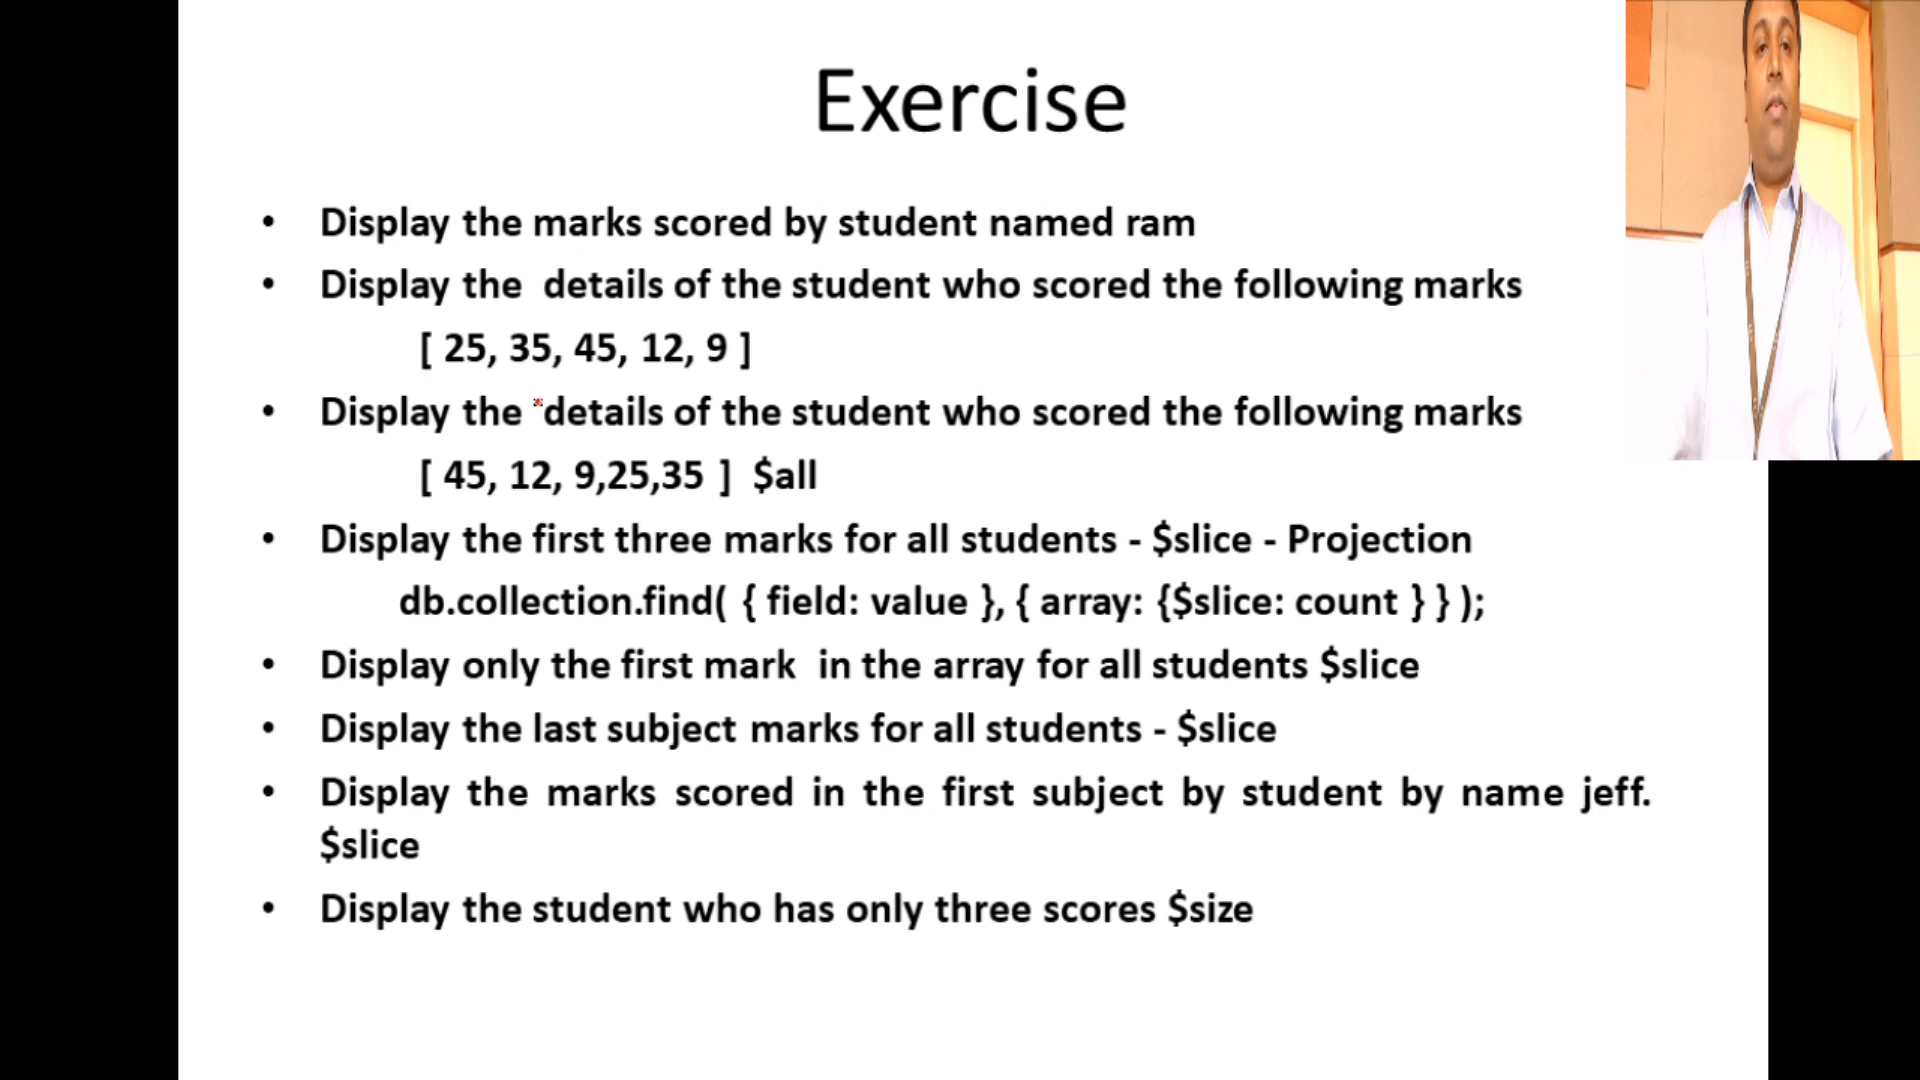 Exercise
• Display the marks scored by student named ram
• Display the details of the student who scored the following marks
[ 25, 35, 45, 12, 9 ]
• Display the details of the student who scored the following marks
[ 45, 12, 9,25,35 ] $all
• Display the first three marks for all students - $slice - Projection
db.collection.find( { field: value }, { array: {$slice: count } } );
• Display only the first mark in the array for all students $slice
• Display the last subject marks for all students - $slice
• Display the marks scored in the first subject by student by name jeff.
$slice
• Display the student who has only three scores $size